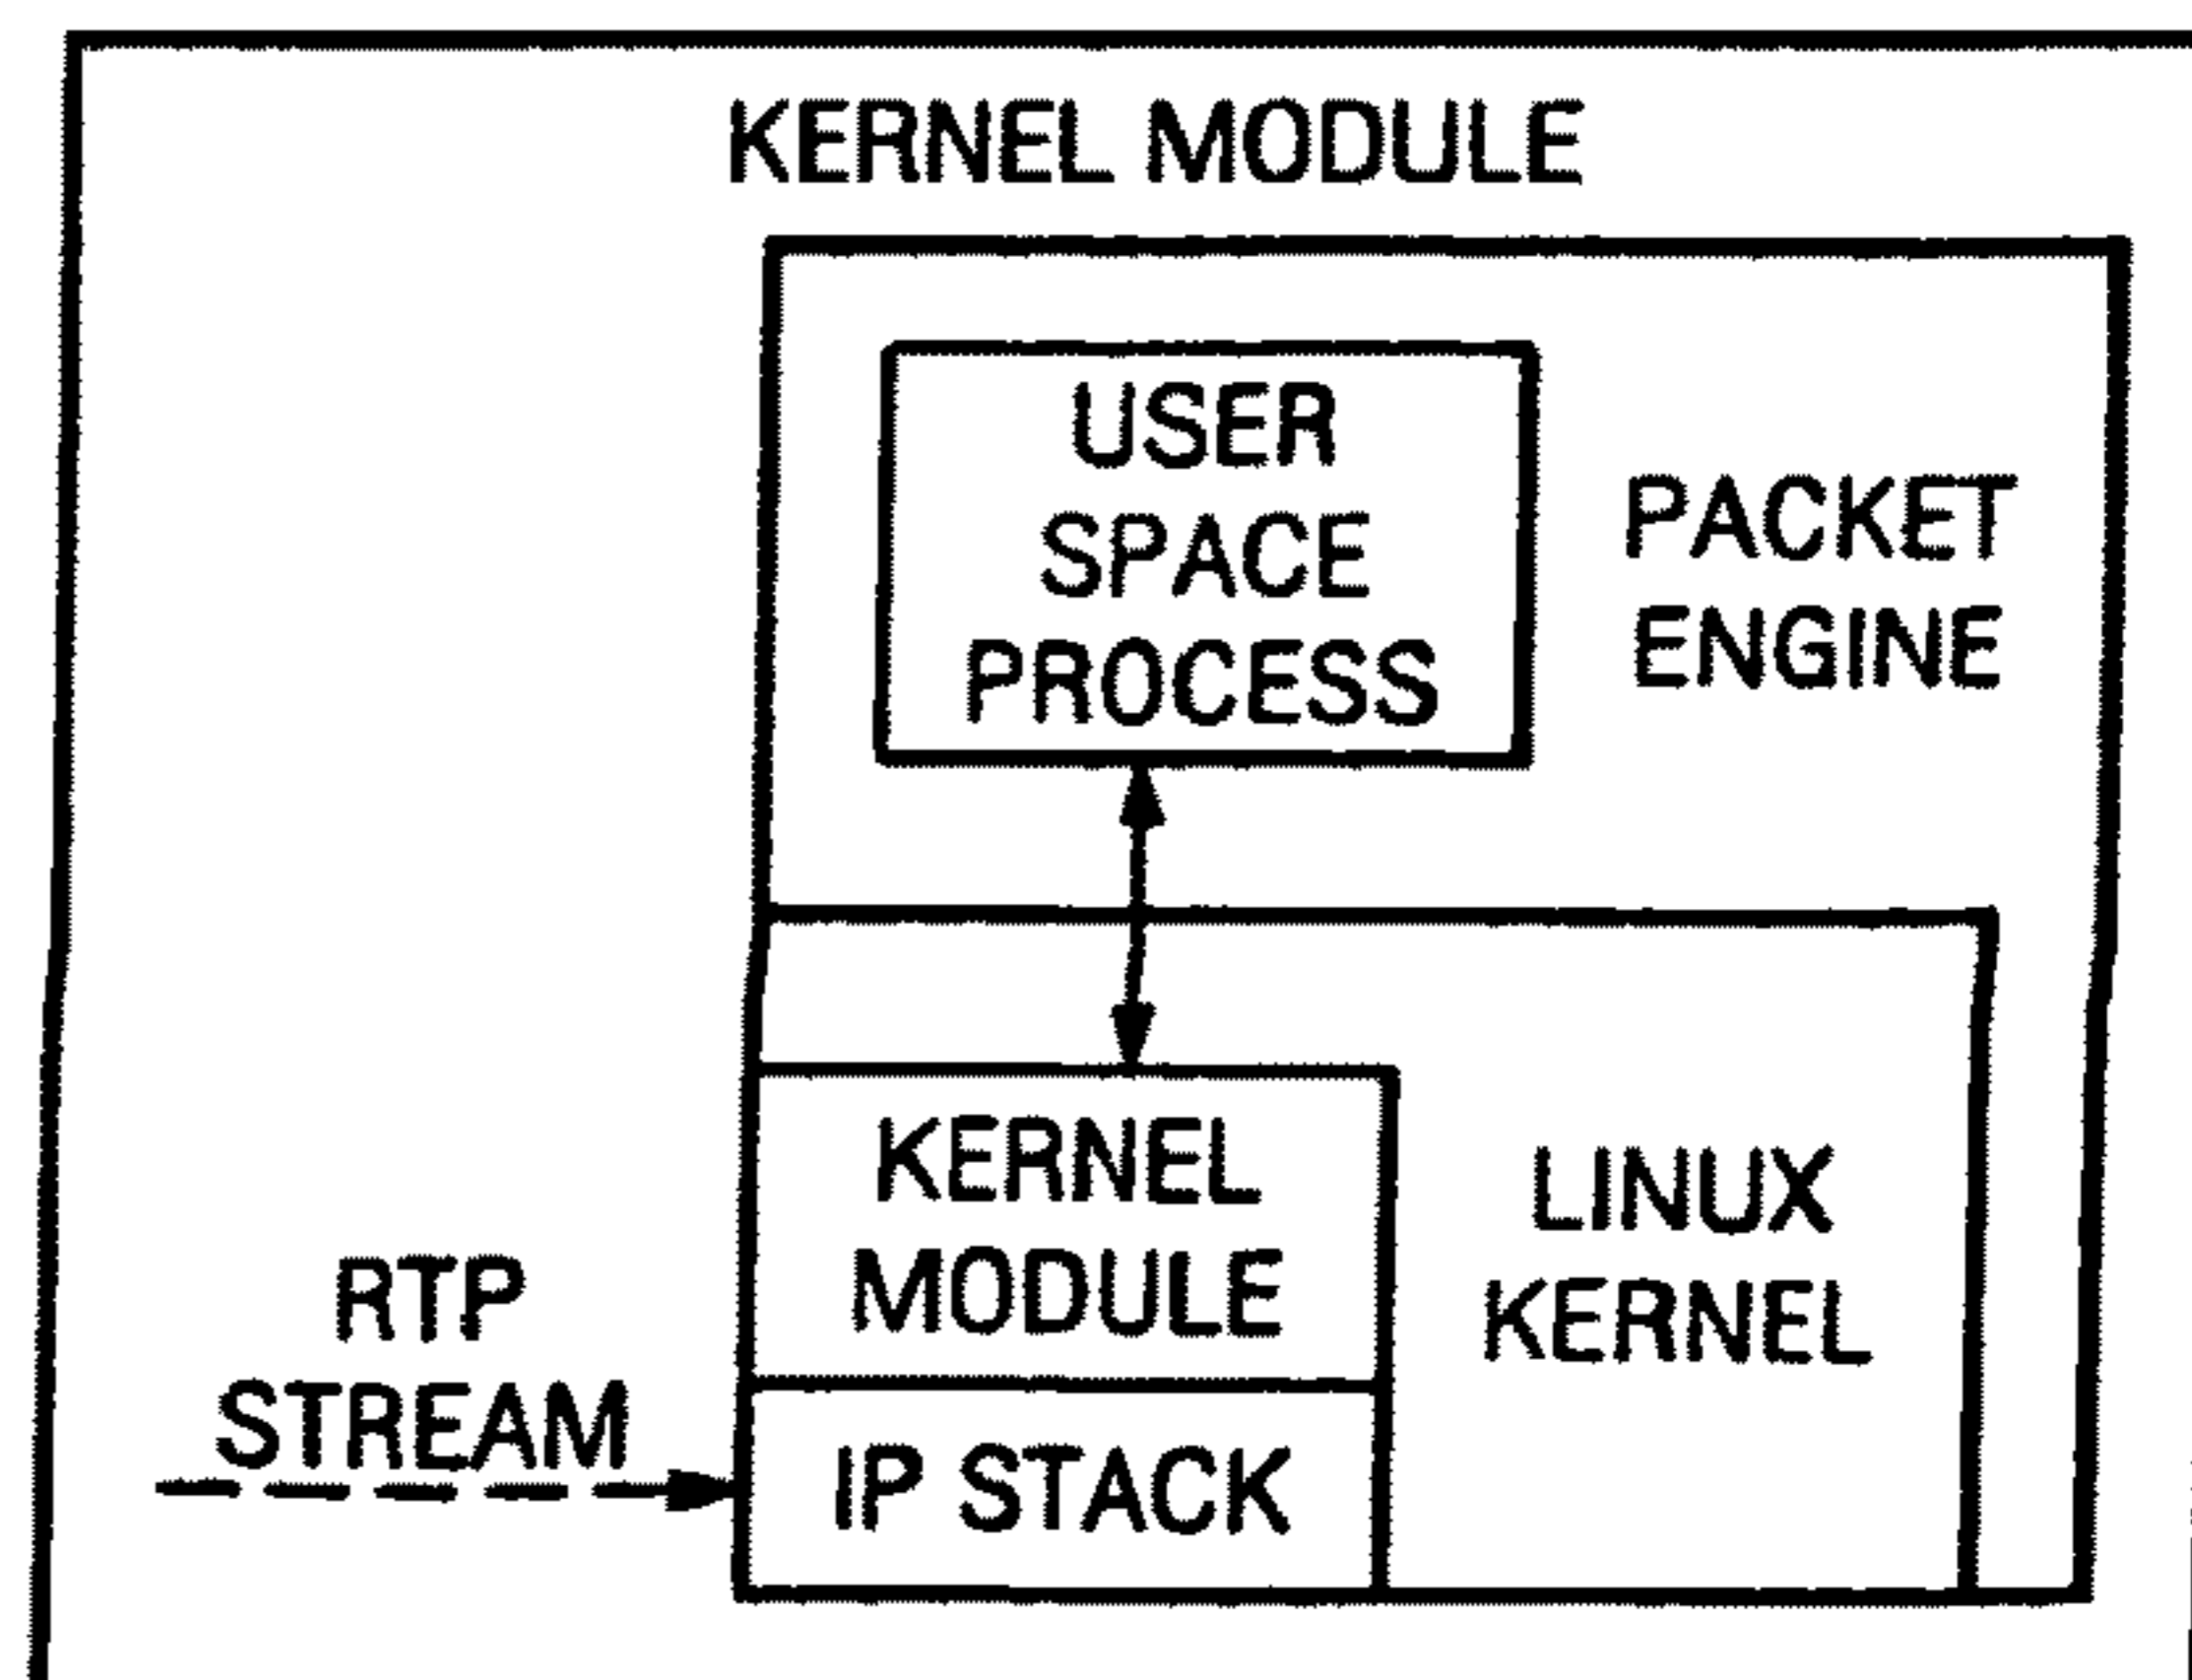 KERNEL MODULE
USER
SPACE
PROCESS
PACKET
ENGINE
KERNEL
MODULE
LINUX
KERNEL
RTP
STREAM
IP STACK